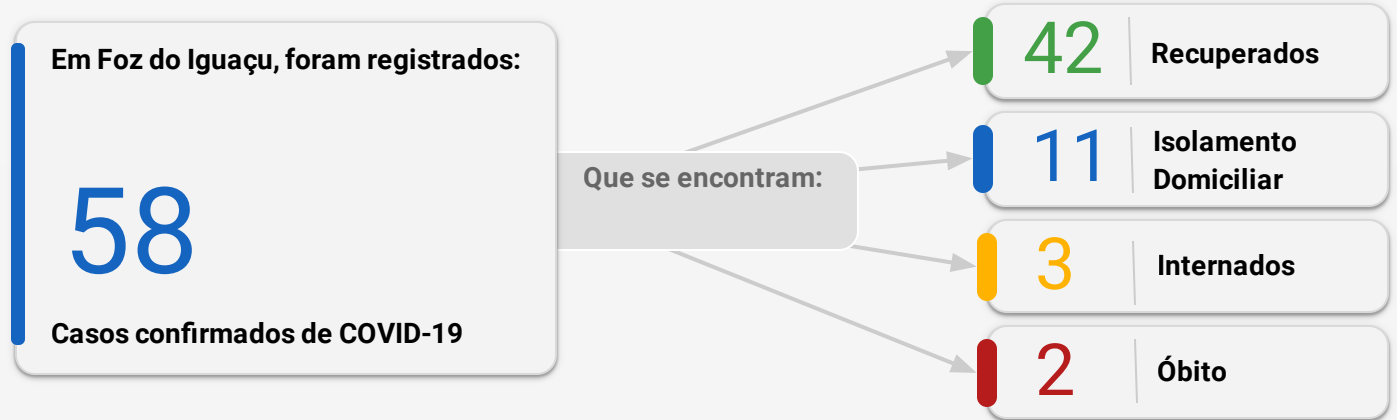 Em Foz do Iguaçu, foram registrados:
58
Casos confirmados de COVID-19
Que se encontram:
42 Recuperados
11 Isolamento
Domiciliar
3 Internados
2 Óbito